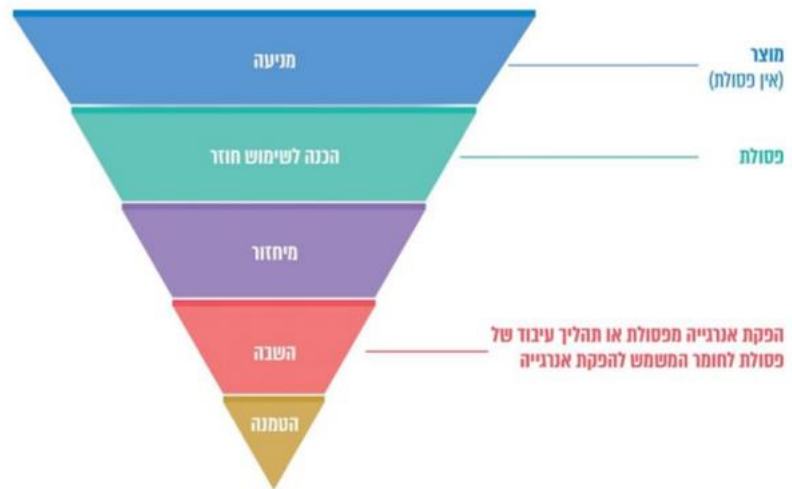 מניעה
מוצר
(אין פסולת)
הכנה לשימוש חוזר
פסולת
מיחזור
השבה
הפקת אנרגייה מפסולת או תהליך עיבוד של
פסולת לחומר המשמש להפקת אנרגייה
הטמנה